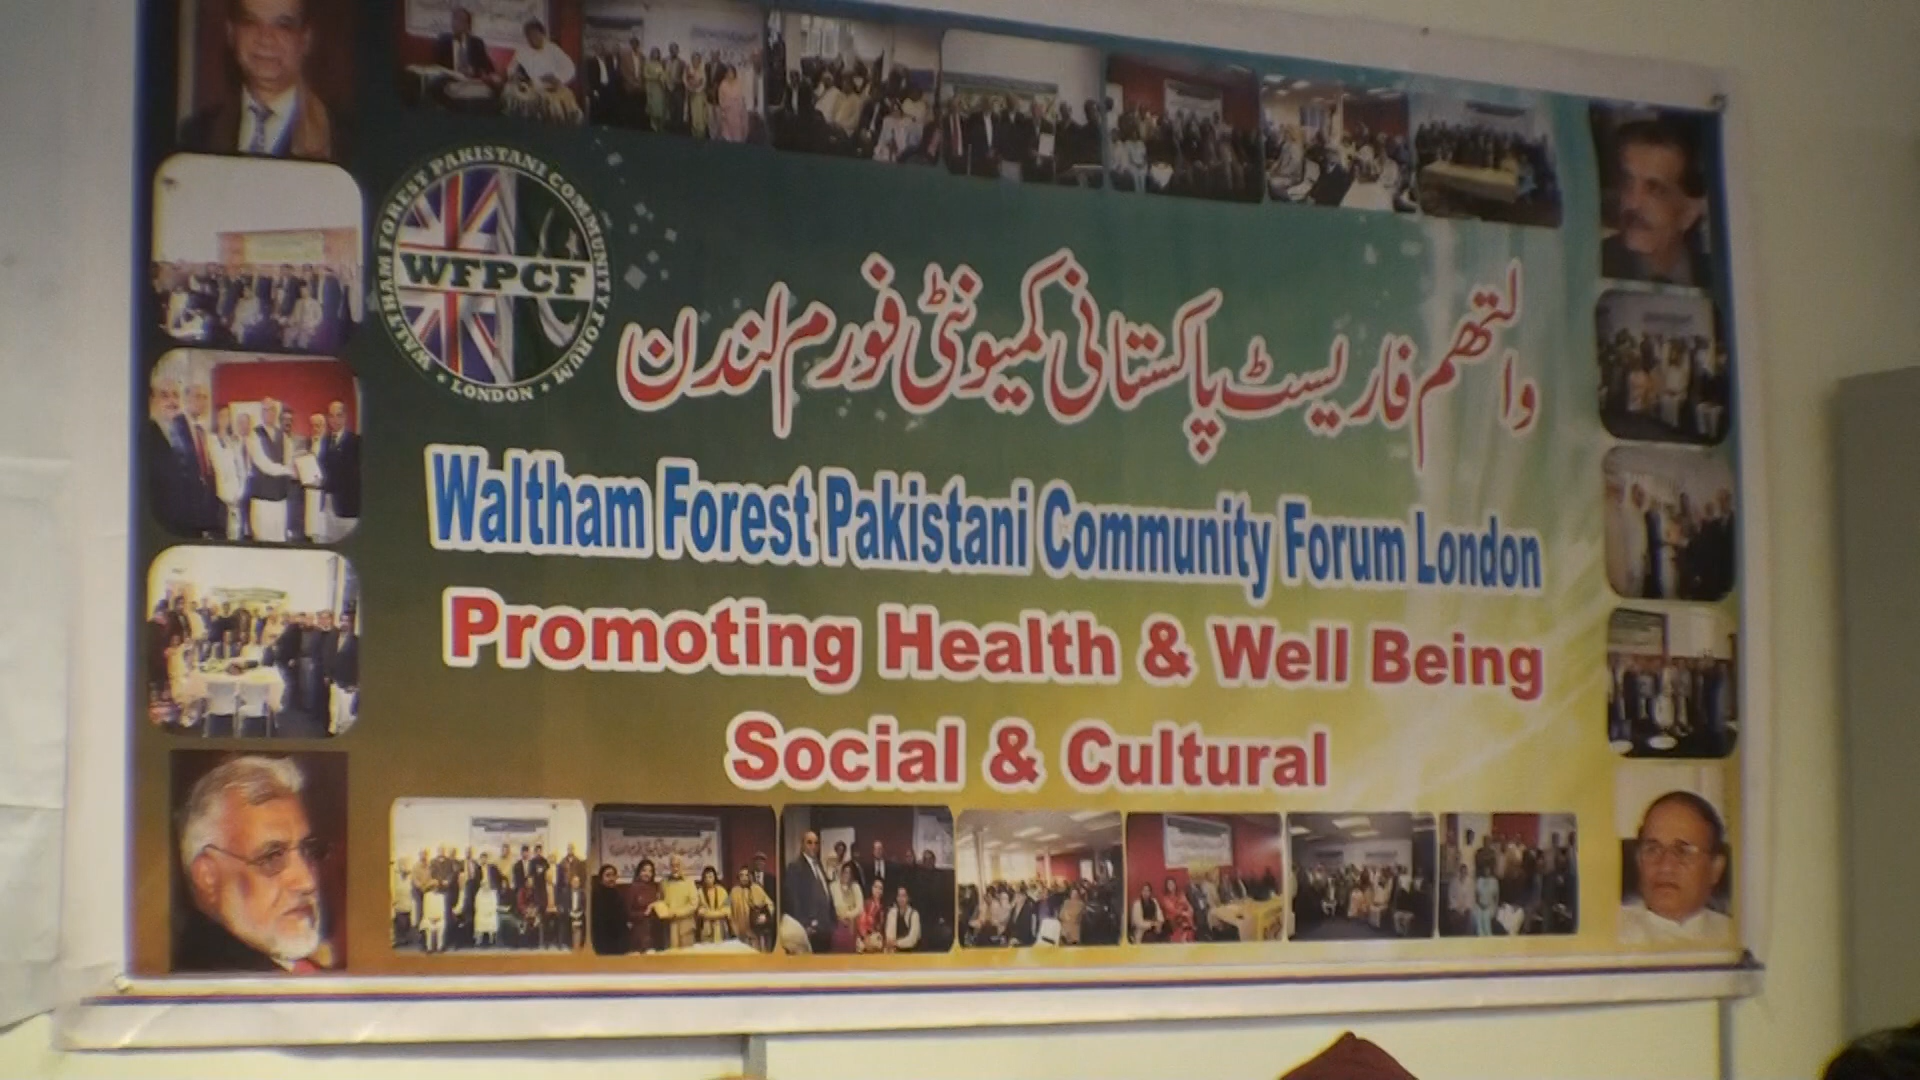 WALTHAM FOREST PAKISTANI COMMUNITY FORUM
WFPCF
• LONDON •
والتھم فاریسٹ پاکستانی کمیونٹی فورم لندن
Waltham Forest Pakistani Community Forum London
Promoting Health & Well Being
Social & Cultural